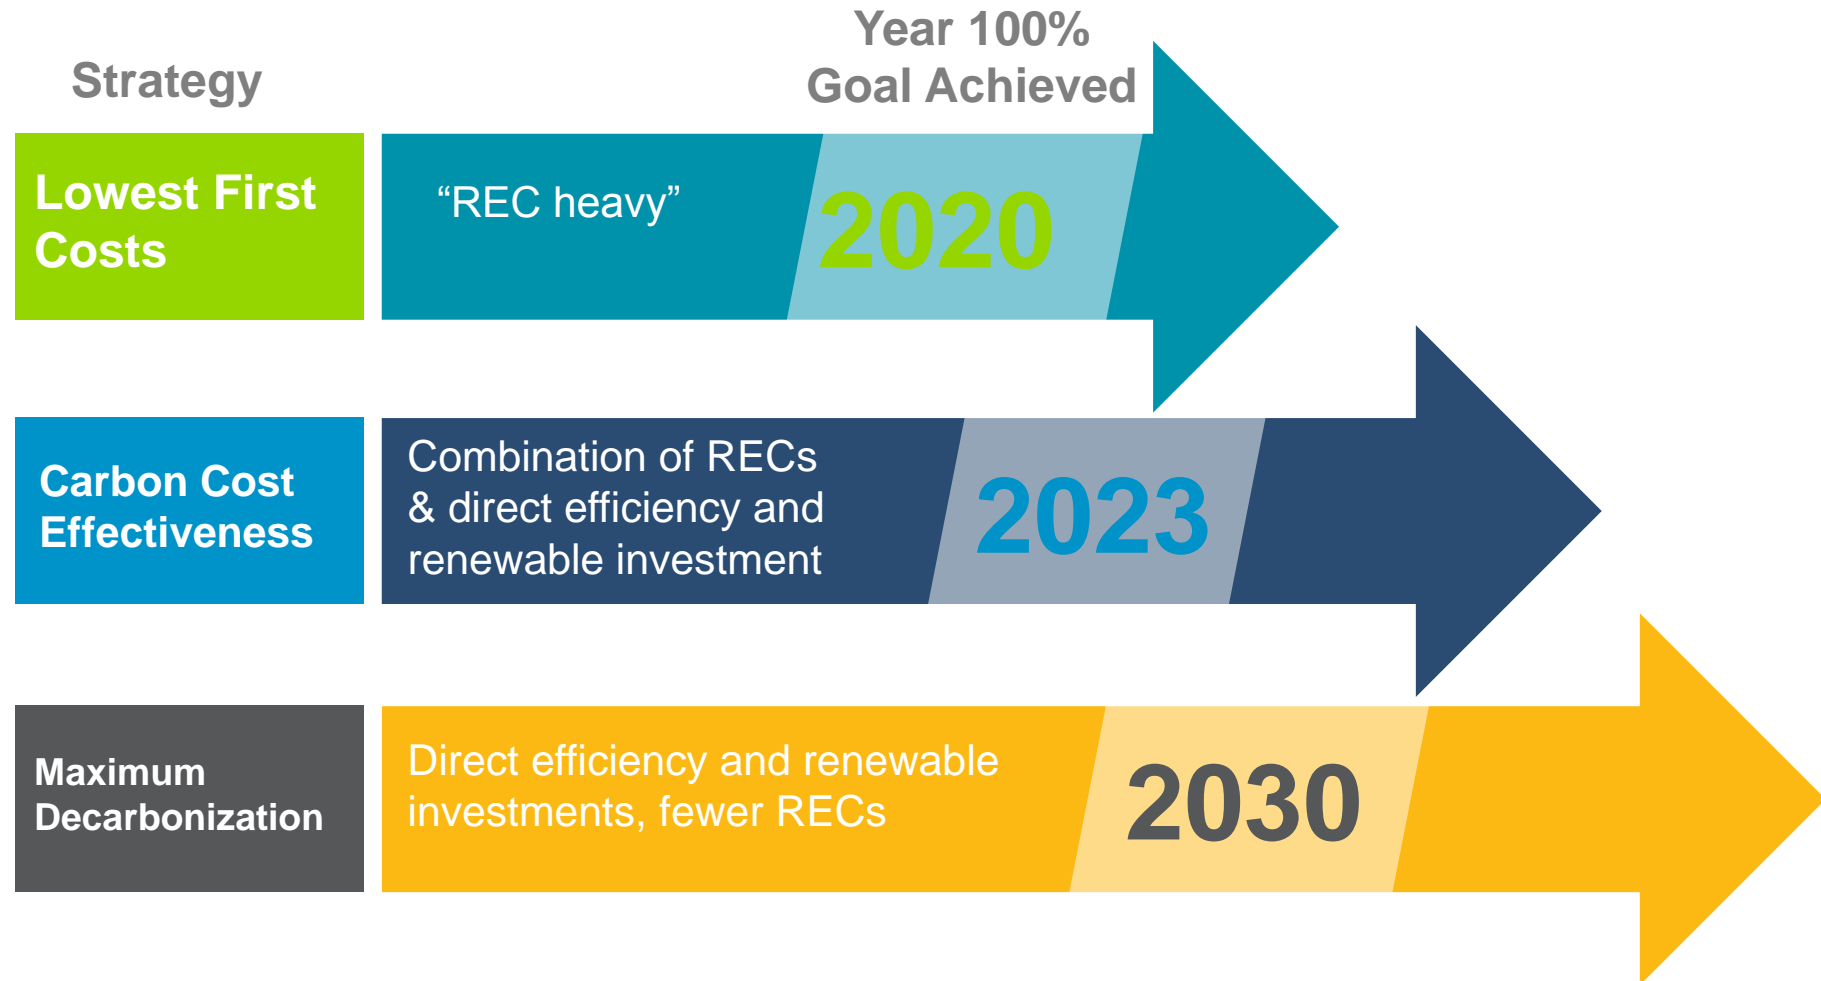 Strategy
Year 100%
Goal Achieved
Lowest First
Costs
“REC heavy”
2020
Carbon Cost
Effectiveness
Combination of RECs
& direct efficiency and
renewable investment
2023
Maximum
Decarbonization
Direct efficiency and renewable
investments, fewer RECs
2030